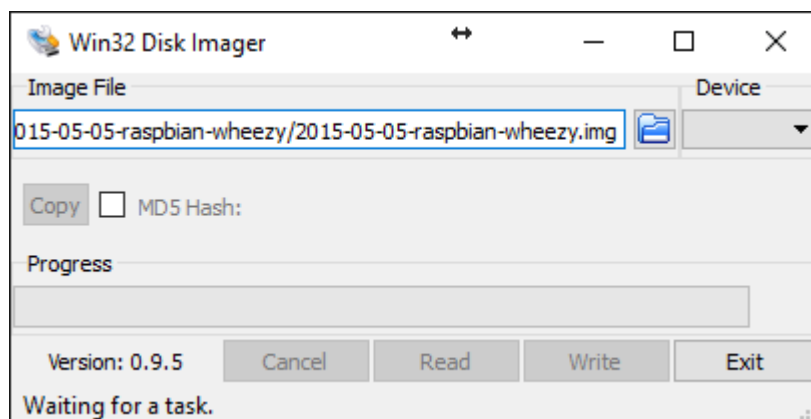 Win32 Disk Imager
Image File Device
015-05-05-raspbian-wheezy/2015-05-05-raspbian-wheezy.img
Copy MD5 Hash:
Progress
Version: 0.9.5 Cancel Read Write Exit
Waiting for a task.